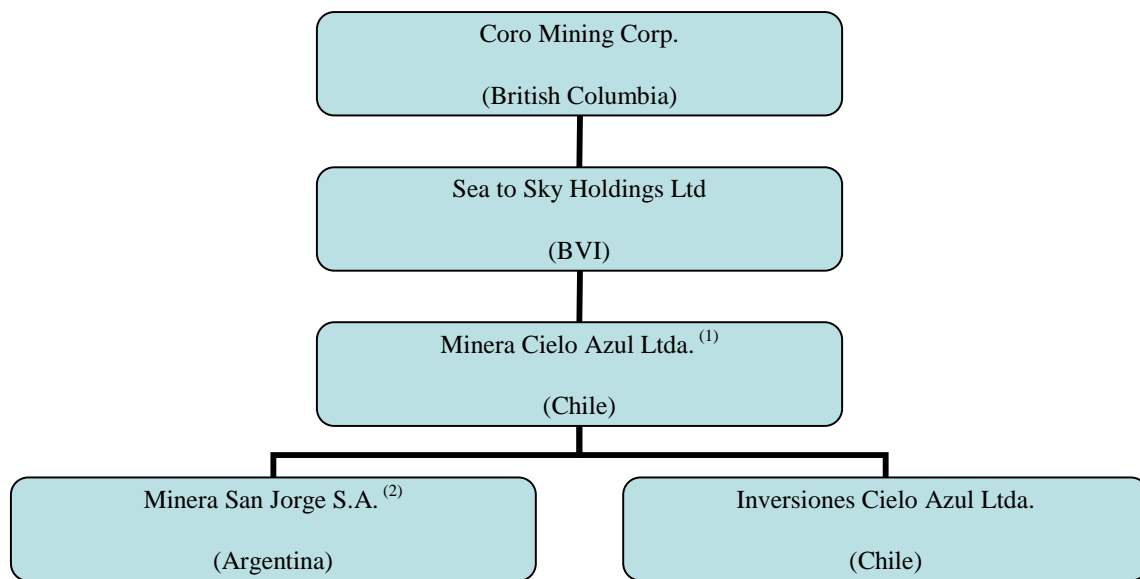 Coro Mining Corp.
(British Columbia)
Sea to Sky Holdings Ltd
(BVI)
Minera Cielo Azul Ltda. (1)
(Chile)
Minera San Jorge S.A. (2)
(Argentina)
Inversiones Cielo Azul Ltda.
(Chile)